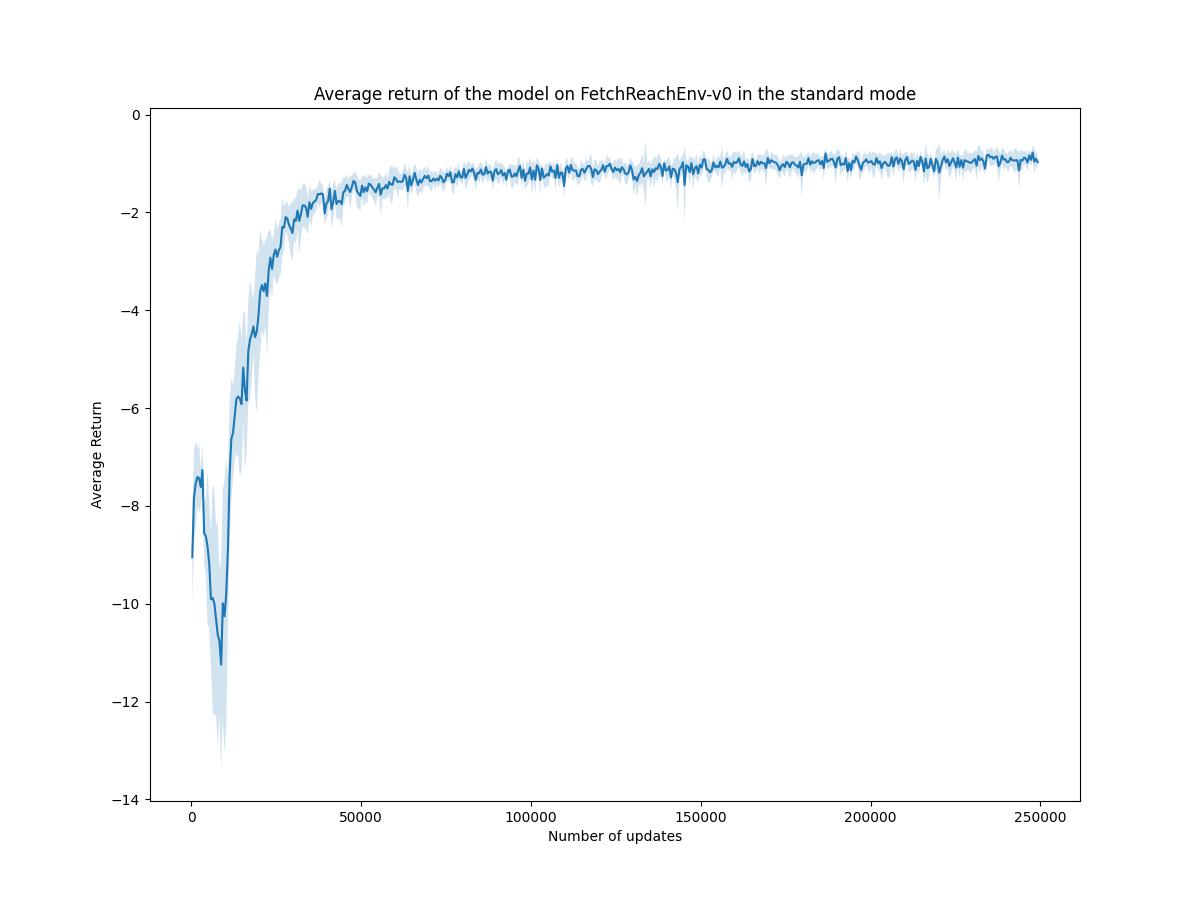 Average return of the model on FetchReachEnv-v0 in the standard mode
0
−2
−4
−6
−8
−10
−12
−14
Average Return
0 50000 100000 150000 200000 250000
Number of updates